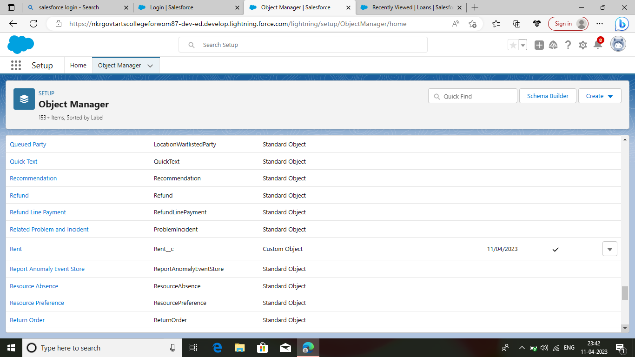 salesforce login - Search
Login | Salesforce
Object Manager | Salesforce
Recently Viewed | Loans | Salesfo
https://nkrgovtartscollegeforwom87-dev-ed.develop.lightning.force.com/lightning/setup/ObjectManager/home
Sign in
Search Setup
8
Setup
Home
Object Manager
SETUP
Object Manager
Items, Sorted by Label
Quick Find
Schema Builder
Create
Queued Party LocationWaitlistedParty Standard Object
Quick Text QuickText Standard Object
Recommendation Recommendation Standard Object
Refund Refund Standard Object
Refund Line Payment RefundLinePayment Standard Object
Related Problem and Incident ProblemIncident Standard Object
Rent Rent__c Custom Object 11/04/2023
Report Anomaly Event Store ReportAnomalyEventStore Standard Object
Resource Absence ResourceAbsence Standard Object
Resource Preference ResourcePreference Standard Object
Return Order ReturnOrder Standard Object
Type here to search
ENG
23:42
11-04-2023